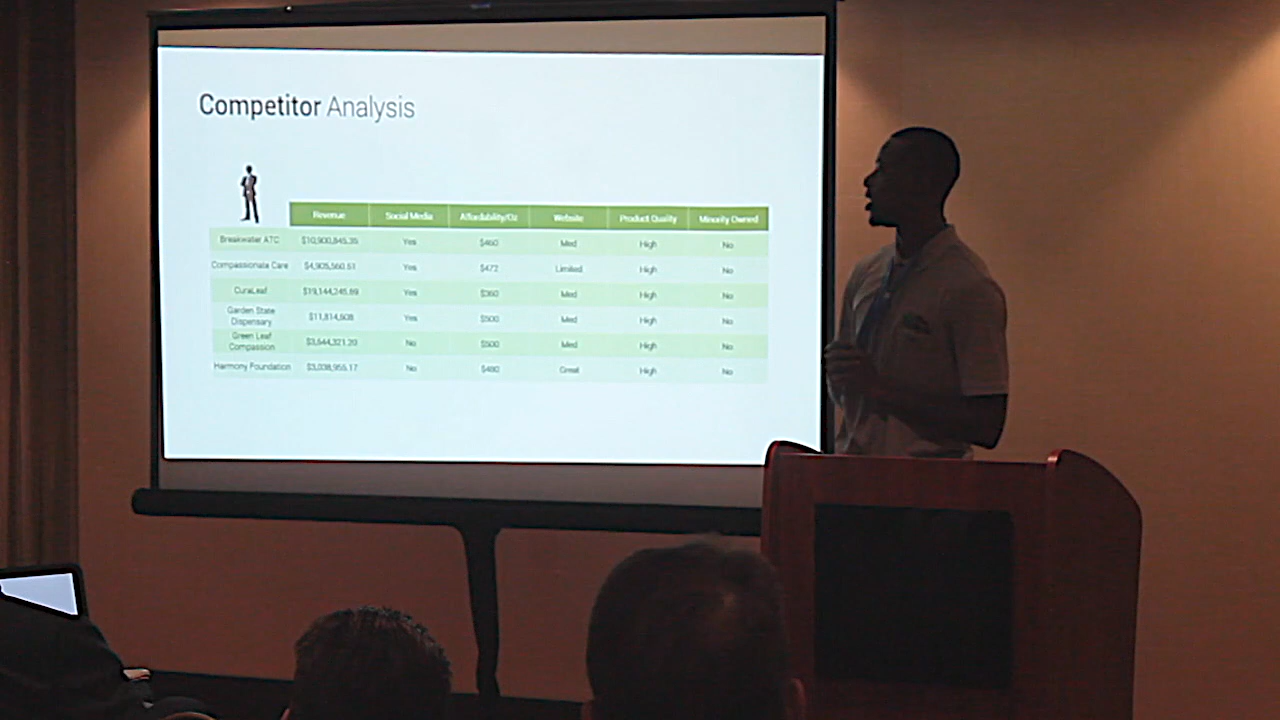 Competitor Analysis
Revenue Social Media Affordability/Oz Website Product Quality Minority Owned
Breakwater ATC $10,900,845.35 Yes $460 Med High No
Compassionate Care $4,905,560.51 Yes $472 Limited High No
CuraLeaf $19,144,245.69 Yes $360 Med High No
Garden State
Dispensary $11,814,608 Yes $500 Med High No
Green Leaf
Compassion $3,644,321.20 No $500 Med High No
Harmony Foundation $3,038,955.17 No $480 Great High No